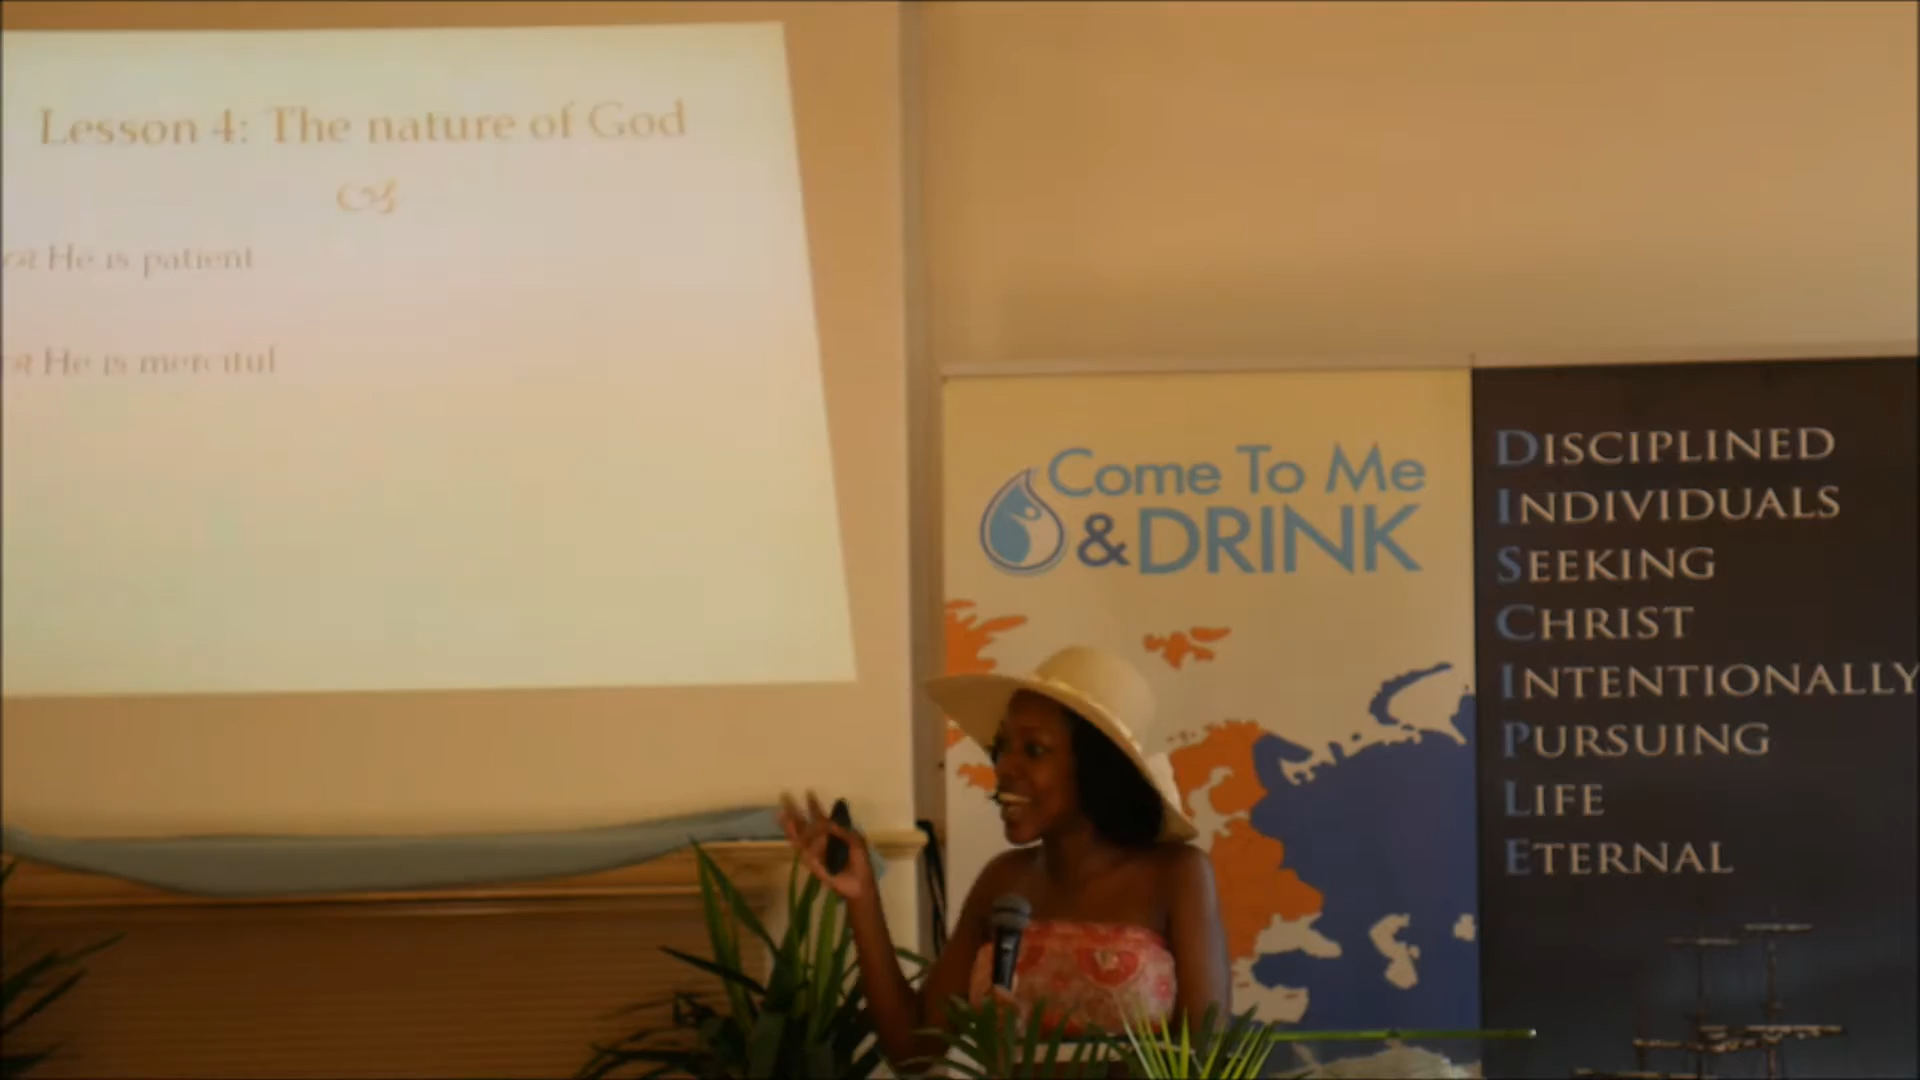 Lesson 4: The nature of God
He is patient
He is merciful
Come To Me
& DRINK
DISCIPLINED
INDIVIDUALS
SEEKING
CHRIST
INTENTIONALLY
PURSUING
LIFE
ETERNAL